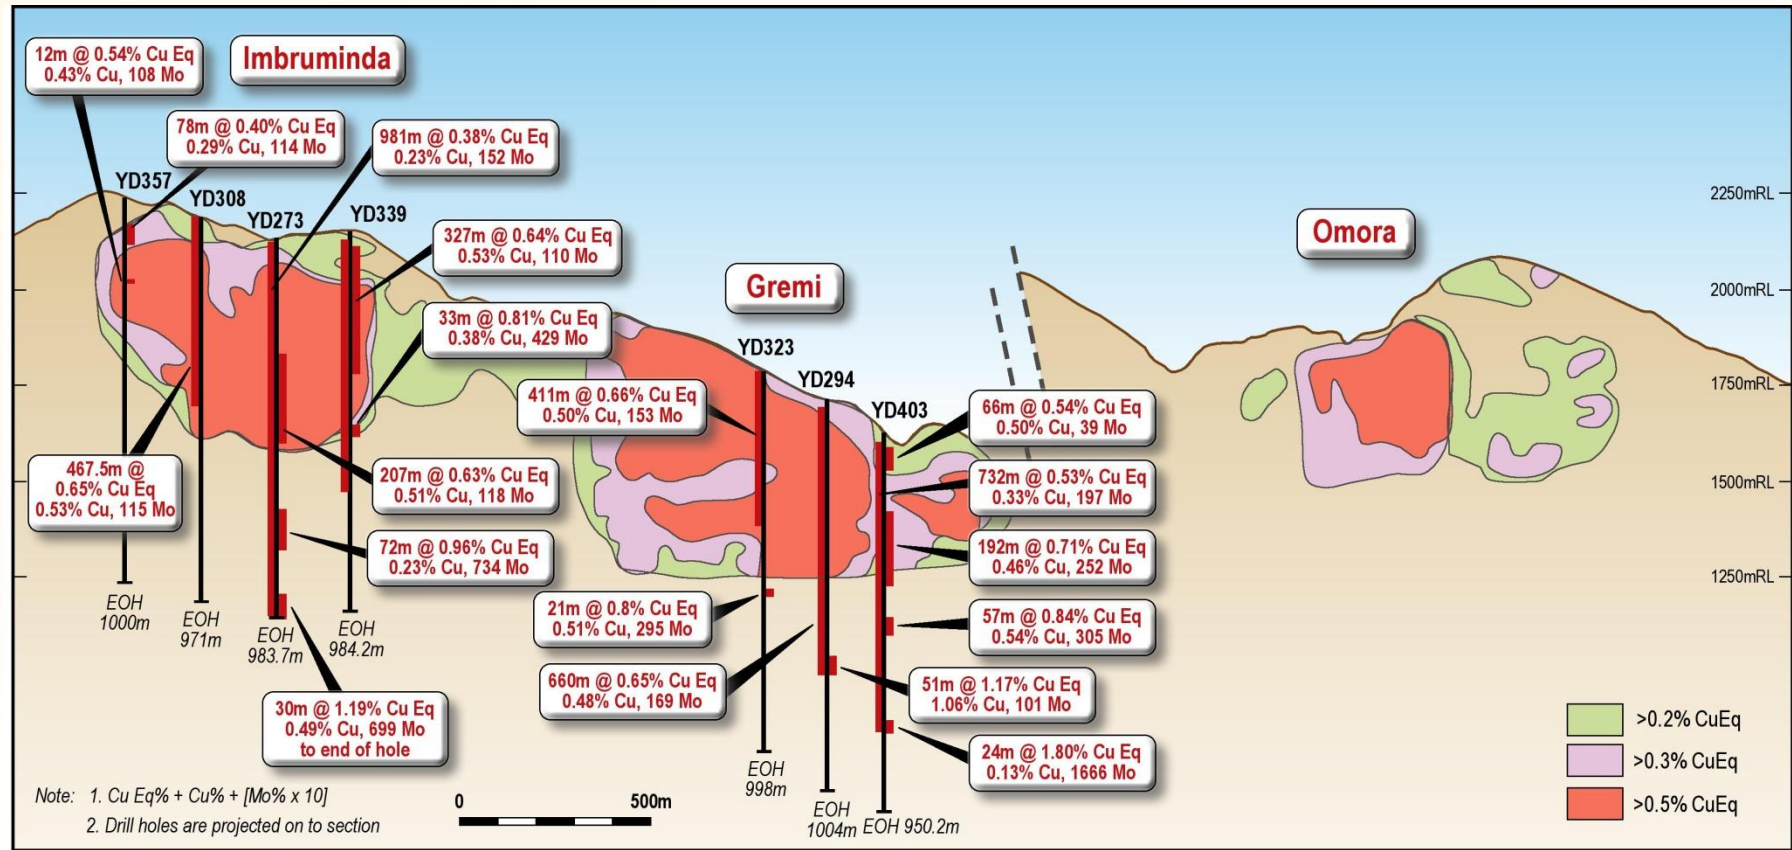 12m @ 0.54% Cu Eq
0.43% Cu, 108 Mo
Imbruminda
78m @ 0.40% Cu Eq
0.29% Cu, 114 Mo
981m @ 0.38% Cu Eq
0.23% Cu, 152 Mo
YD357
YD308
YD273
YD339
327m @ 0.64% Cu Eq
0.53% Cu, 110 Mo
33m @ 0.81% Cu Eq
0.38% Cu, 429 Mo
467.5m @
0.65% Cu Eq
0.53% Cu, 115 Mo
207m @ 0.63% Cu Eq
0.51% Cu, 118 Mo
72m @ 0.96% Cu Eq
0.23% Cu, 734 Mo
30m @ 1.19% Cu Eq
0.49% Cu, 699 Mo
to end of hole
EOH
1000m
EOH
971m
EOH
983.7m
EOH
984.2m
Gremi
YD323
YD294
YD403
411m @ 0.66% Cu Eq
0.50% Cu, 153 Mo
21m @ 0.8% Cu Eq
0.51% Cu, 295 Mo
660m @ 0.65% Cu Eq
0.48% Cu, 169 Mo
66m @ 0.54% Cu Eq
0.50% Cu, 39 Mo
732m @ 0.53% Cu Eq
0.33% Cu, 197 Mo
192m @ 0.71% Cu Eq
0.46% Cu, 252 Mo
57m @ 0.84% Cu Eq
0.54% Cu, 305 Mo
51m @ 1.17% Cu Eq
1.06% Cu, 101 Mo
24m @ 1.80% Cu Eq
0.13% Cu, 1666 Mo
EOH
998m
EOH
1004m
EOH 950.2m
Omora
2250mRL
2000mRL
1750mRL
1500mRL
1250mRL
>0.2% CuEq
>0.3% CuEq
>0.5% CuEq
Note: 1. Cu Eq% + Cu% + [Mo% x 10]
2. Drill holes are projected on to section
0 500m